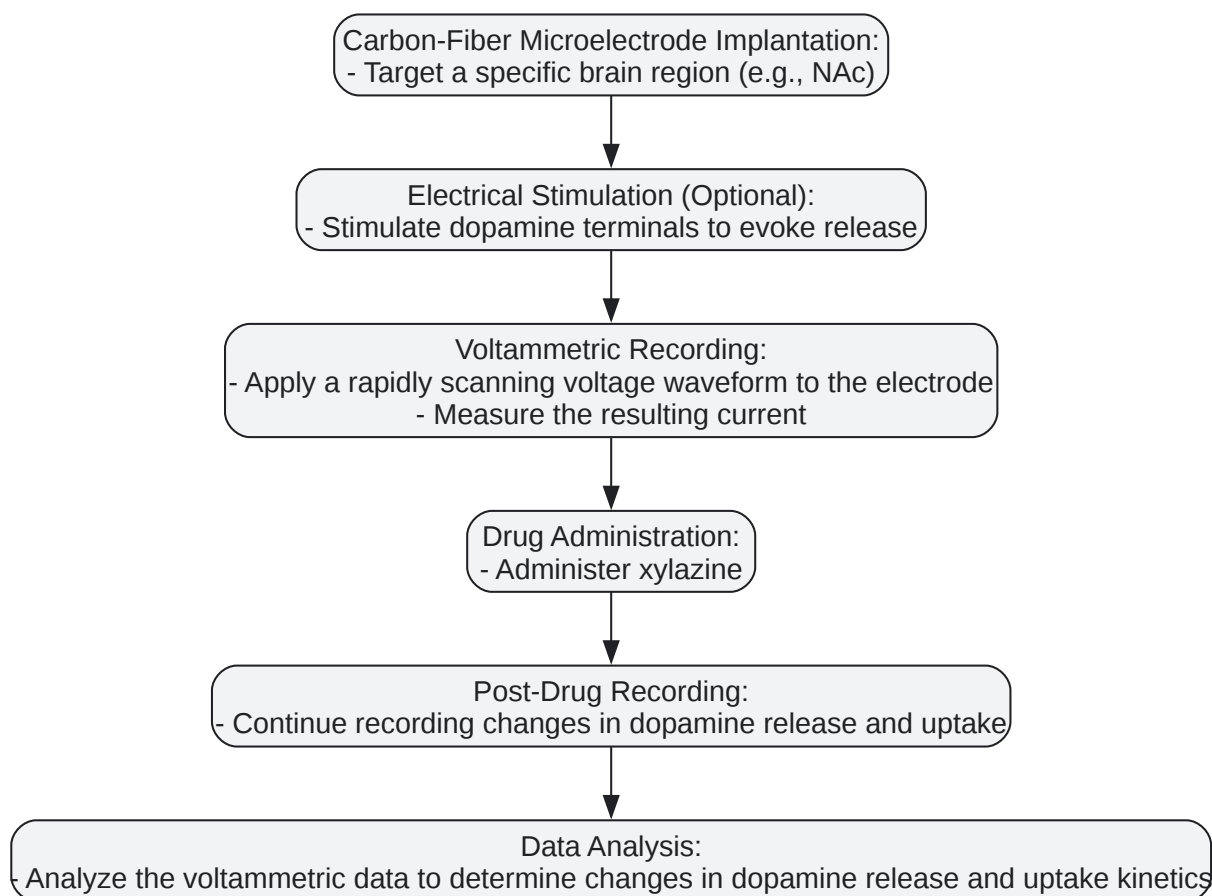 Carbon-Fiber Microelectrode Implantation:
- Target a specific brain region (e.g., NAc)
Electrical Stimulation (Optional):
- Stimulate dopamine terminals to evoke release
Voltammetric Recording:
- Apply a rapidly scanning voltage waveform to the electrode
- Measure the resulting current
Drug Administration:
- Administer xylazine
Post-Drug Recording:
- Continue recording changes in dopamine release and uptake
Data Analysis:
- Analyze the voltammetric data to determine changes in dopamine release and uptake kinetics